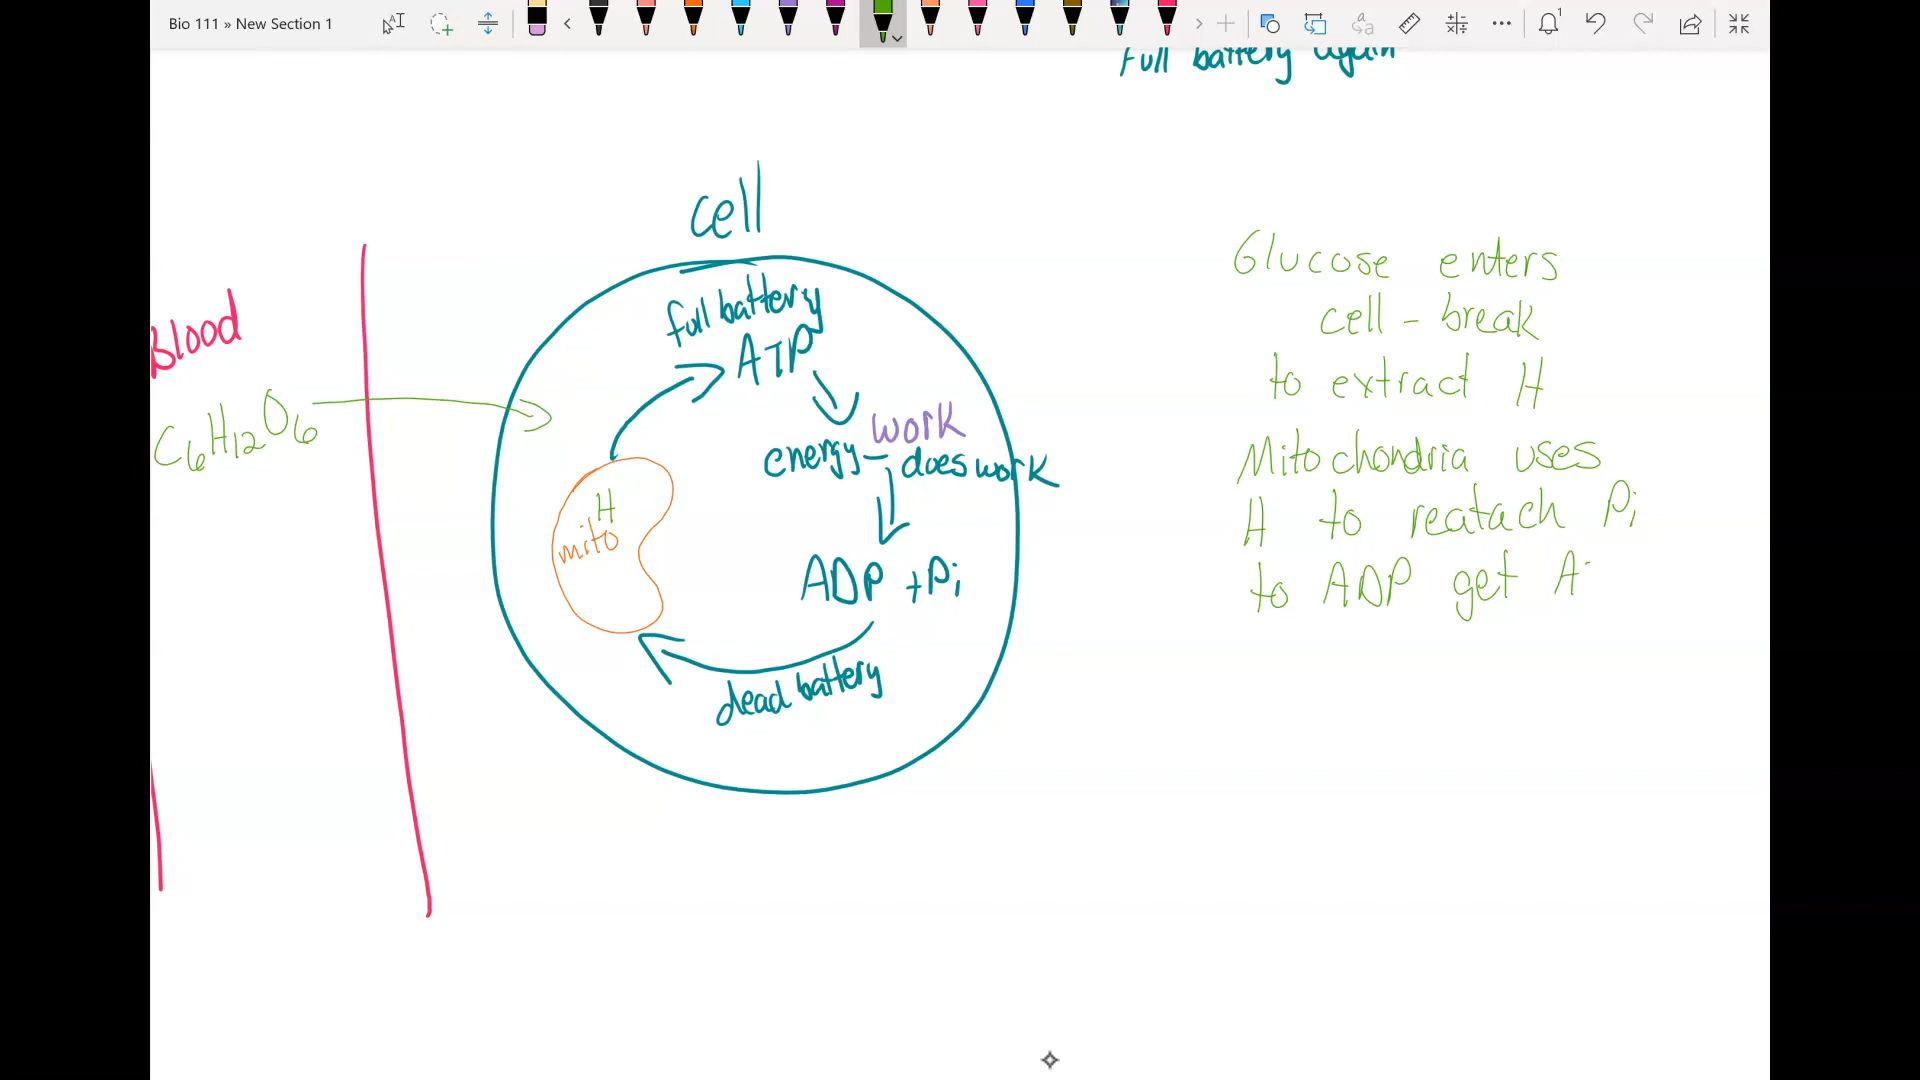 Bio 111 » New Section 1
Full battery again
cell
full battery
ATP
Blood
C6H12O6
work
energy – does work
H
mito
ADP + Pi
dead battery
Glucose enters
cell - break
to extract H
Mitochondria uses
H to reatach Pi
to ADP get A